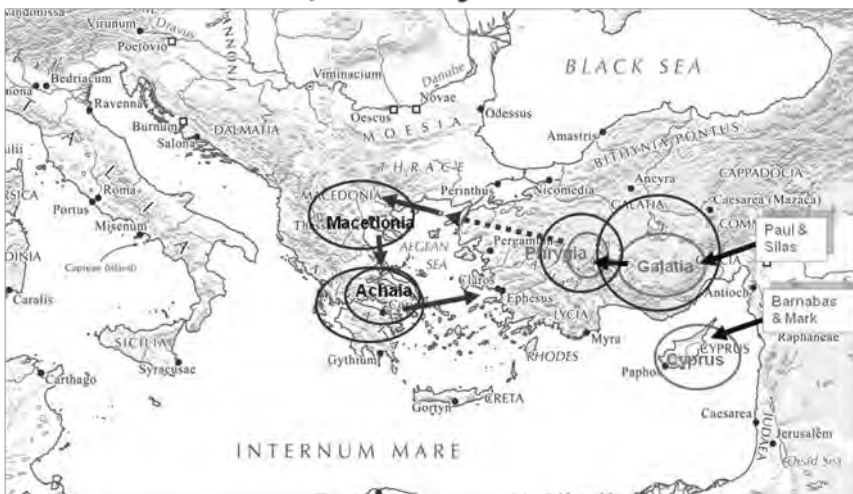 Vindonissa
Virunum
Dravus
Poetovio
BLACK SEA
Viminacium
Danube
Bedriacum
Ravenna
Oescus
Novae
Odessus
Burnum
Salona
DALMATIA
MOESIA
Amastris
BITHYNIA PONTUS
THRACE
CAPPADOCIA
Perinthus
Nicomedia
Ancyra
Roma
MACEDONIA
GALATIA
Caesarea (Mazaca)
Portus
Misenum
Macedonia
Paul &
Silas
AEGEAN
SEA
Phrygia
Galatia
Capreae (island)
Claros
Caralis
Achaia
Ephesus
Antioch
Barnabas
& Mark
LYCIA
SICILIA
Myra
Raphaneae
RHODES
CYPRUS
Cyprus
Syracusae
Gythium
Carthago
CRETA
Gortyn
Caesarea
JUDAEA
INTERNUM MARE
Jerusalem
Dead Sea